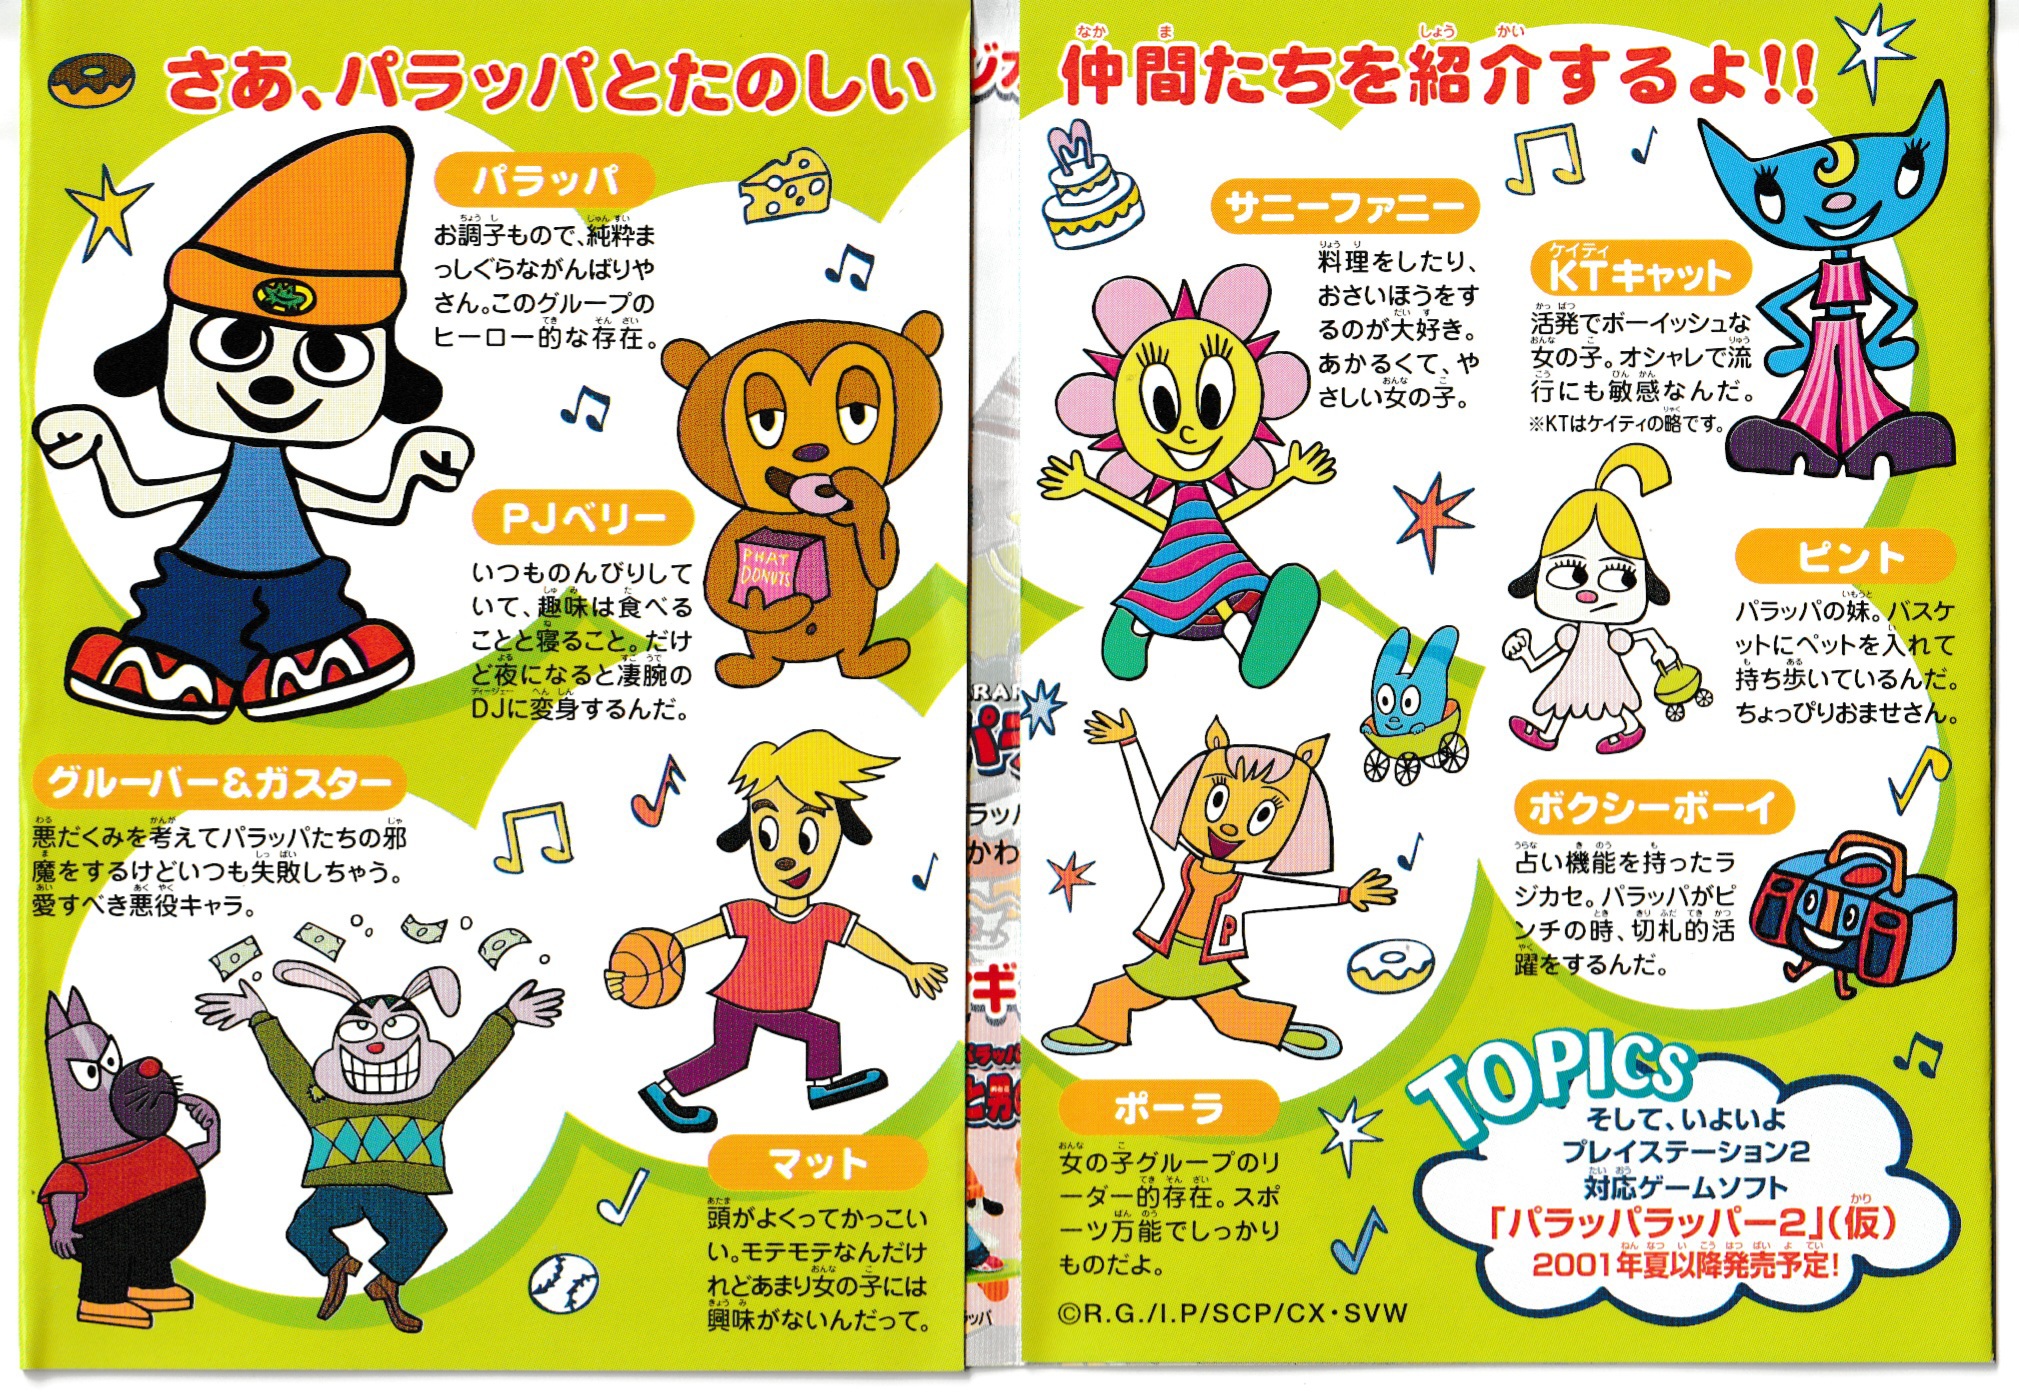 さあ、パラッパとたのしい
仲間たちを紹介するよ!!
パラッパ
お調子もので、純粋ま
っしぐらながんばりや
さん。このグループの
ヒーロー的な存在。
PJベリー
いつものんびりして
いて、趣味は食べる
ことと寝ること。だけ
ど夜になると凄腕の
DJに変身するんだ。
PHAT
DONUTS
グルーバー&ガスター
悪だくみを考えてパラッパたちの邪
魔をするけどいつも失敗しちゃう。
愛すべき悪役キャラ。
マット
頭がよくってかっこい
い。モテモテなんだけ
れどあまり女の子には
興味がないんだって。
サニーファニー
料理をしたり、
おさいほうをす
るのが大好き。
あかるくて、や
さしい女の子。
KTキャット
活発でボーイッシュな
女の子。オシャレで流
行にも敏感なんだ。
※KTはケイティの略です。
ピント
パラッパの妹。バスケ
ットにペットを入れて
持ち歩いているんだ。
ちょっぴりおませさん。
ボクシーボーイ
占い機能を持ったラ
ジカセ。パラッパがピ
ンチの時、切札的活
躍をするんだ。
P
ポーラ
女の子グループのリ
ーダー的存在。スポ
ーツ万能でしっかり
ものだよ。
TOPICS
そして、いよいよ
プレイステーション2
対応ゲームソフト
「パラッパラッパー2」(仮)
2001年夏以降発売予定!
©R.G./I.P/SCP/CX・SVW